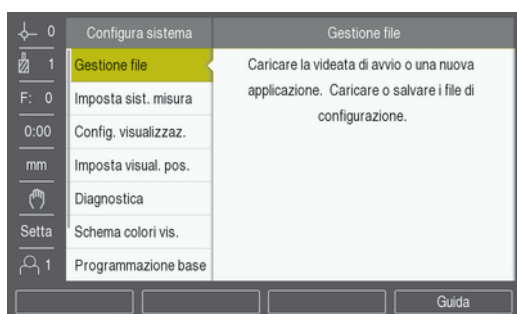 0
Configura sistema
Gestione file
1
Gestione file
Caricare la videata di avvio o una nuova
applicazione. Caricare o salvare i file di
configurazione.
F: 0
Imposta sist. misura
0:00
Config. visualizzaz.
mm
Imposta visual. pos.
Diagnostica
Setta
Schema colori vis.
1
Programmazione base
Guida